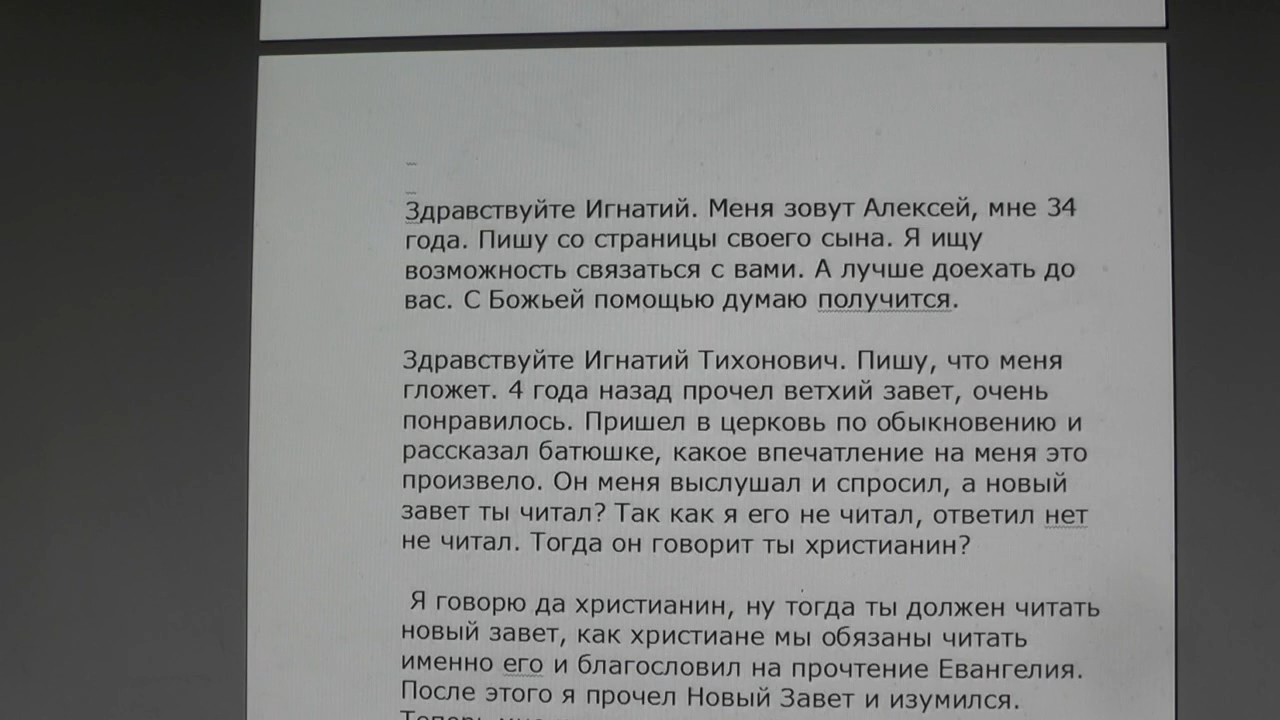 Здравствуйте Игнатий. Меня зовут Алексей, мне 34
года. Пишу со страницы своего сына. Я ищу
возможность связаться с вами. А лучше доехать до
вас. С Божьей помощью думаю получится.
Здравствуйте Игнатий Тихонович. Пишу, что меня
гложет. 4 года назад прочел ветхий завет, очень
понравилось. Пришел в церковь по обыкновению и
рассказал батюшке, какое впечатление на меня это
произвело. Он меня выслушал и спросил, а новый
завет ты читал? Так как я его не читал, ответил нет
не читал. Тогда он говорит ты христианин?
Я говорю да христианин, ну тогда ты должен читать
новый завет, как христиане мы обязаны читать
именно его и благословил на прочтение Евангелия.
После этого я прочел Новый Завет и изумился.
Теперь